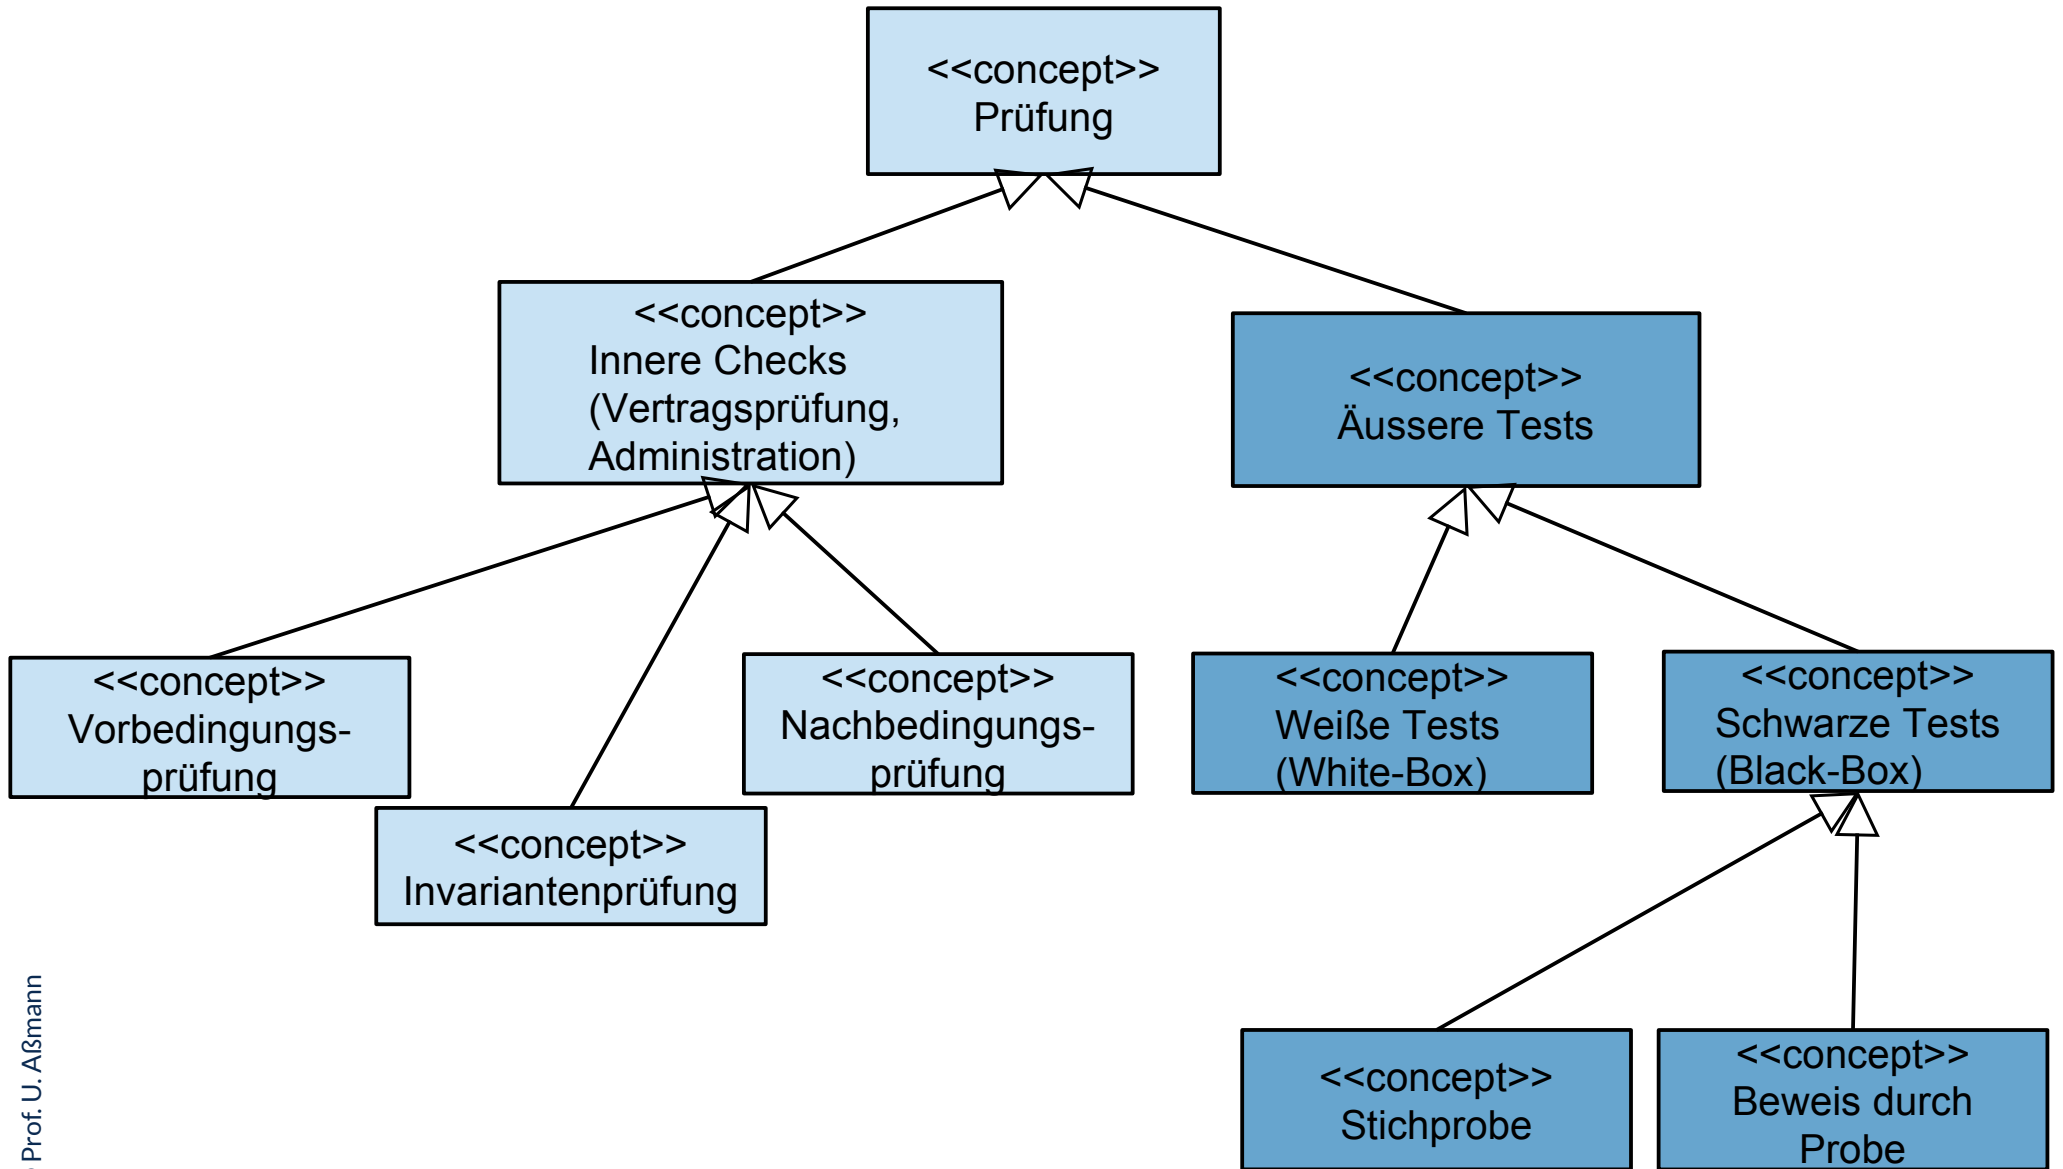 <<concept>>
Prüfung
<<concept>>
Innere Checks
(Vertragsprüfung,
Administration)
<<concept>>
Äussere Tests
<<concept>>
Vorbedingungs-
prüfung
<<concept>>
Nachbedingungs-
prüfung
<<concept>>
Weiße Tests
(White-Box)
<<concept>>
Schwarze Tests
(Black-Box)
<<concept>>
Invariantenprüfung
<<concept>>
Stichprobe
<<concept>>
Beweis durch
Probe
Prof. U. Aßmann